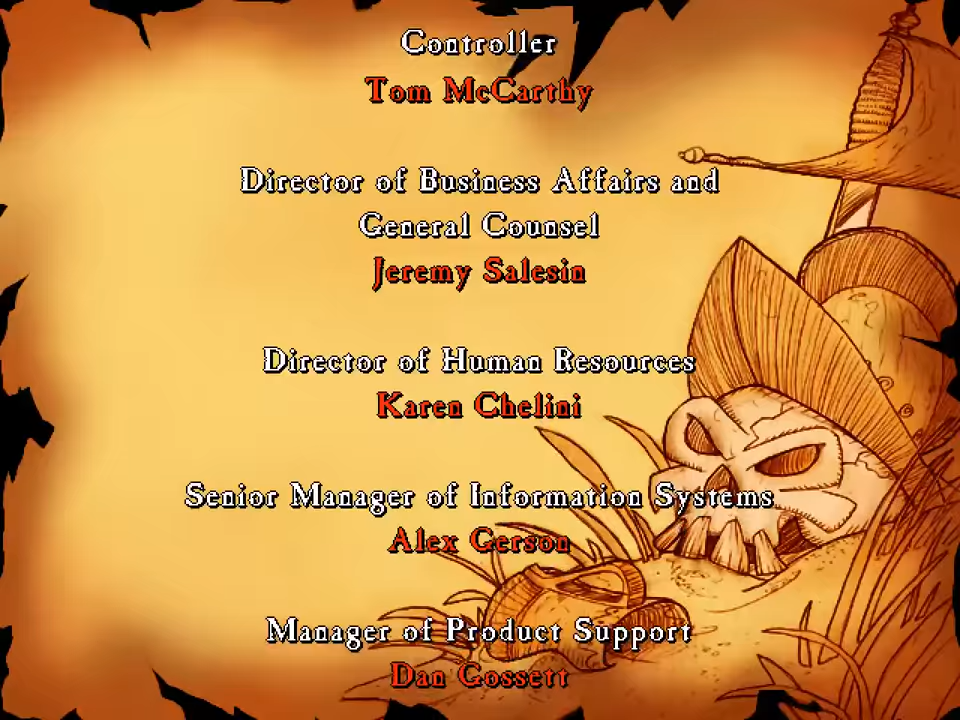 Controller
Tom McCarthy
Director of Business Affairs and
General Counsel
Jeremy Salesin
Director of Human Resources
Karen Chelini
Senior Manager of Information Systems
Alex Gerson
Manager of Product Support
Dan Gossett